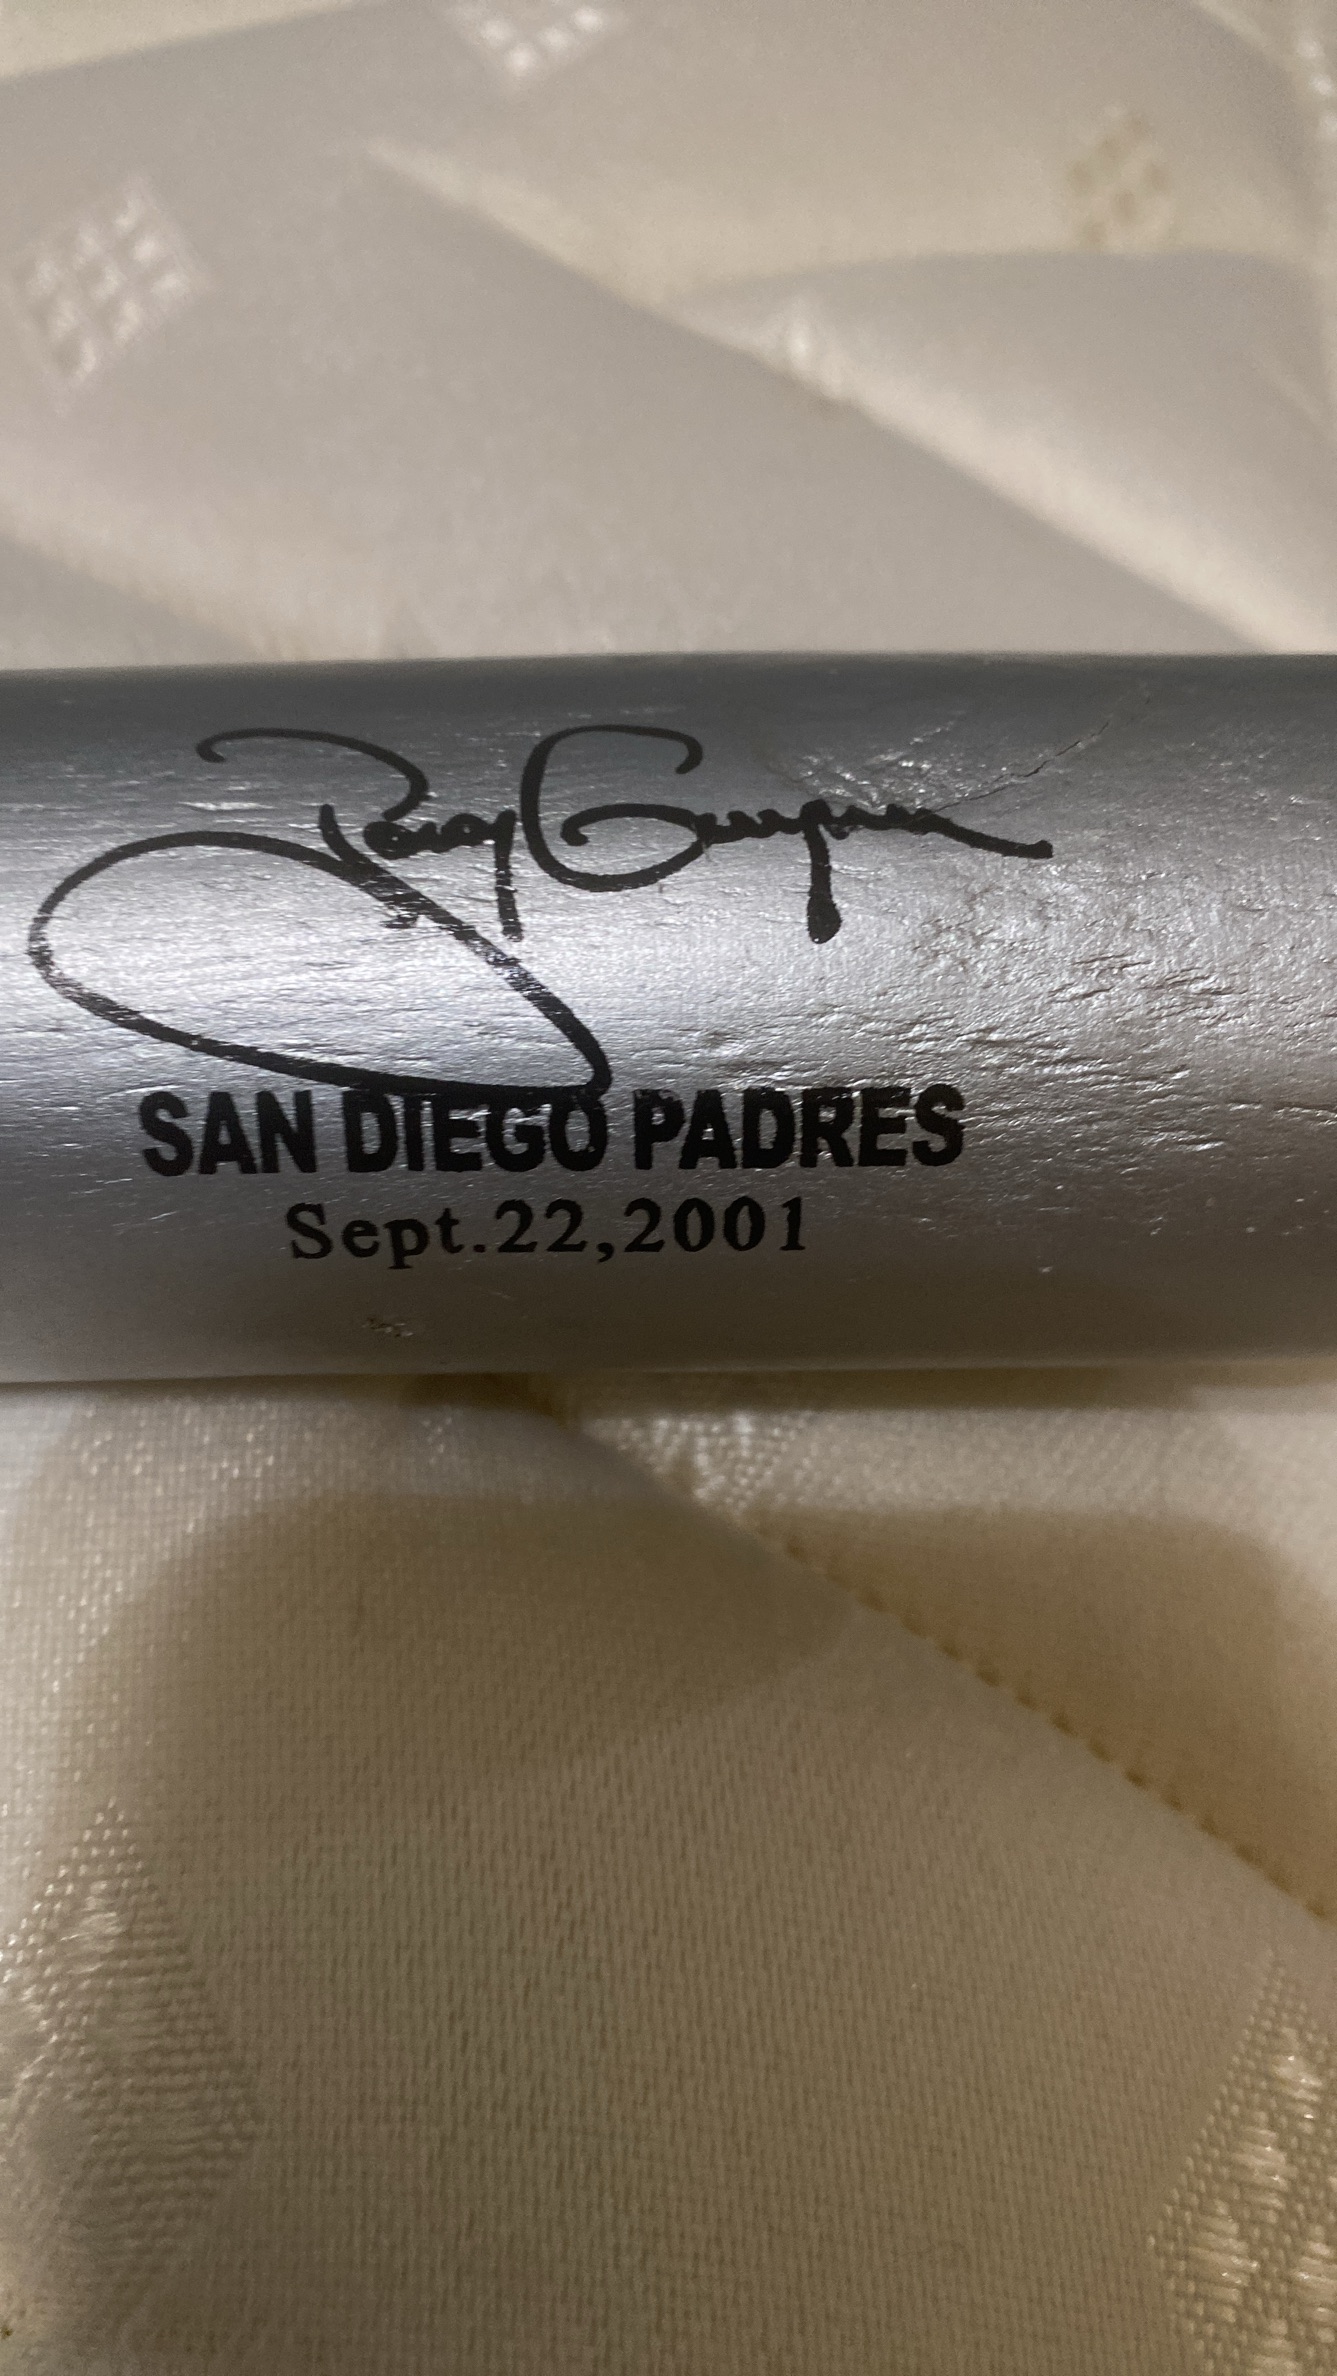 Tony Gwynn
SAN DIEGO PADRES
Sept.22,2001